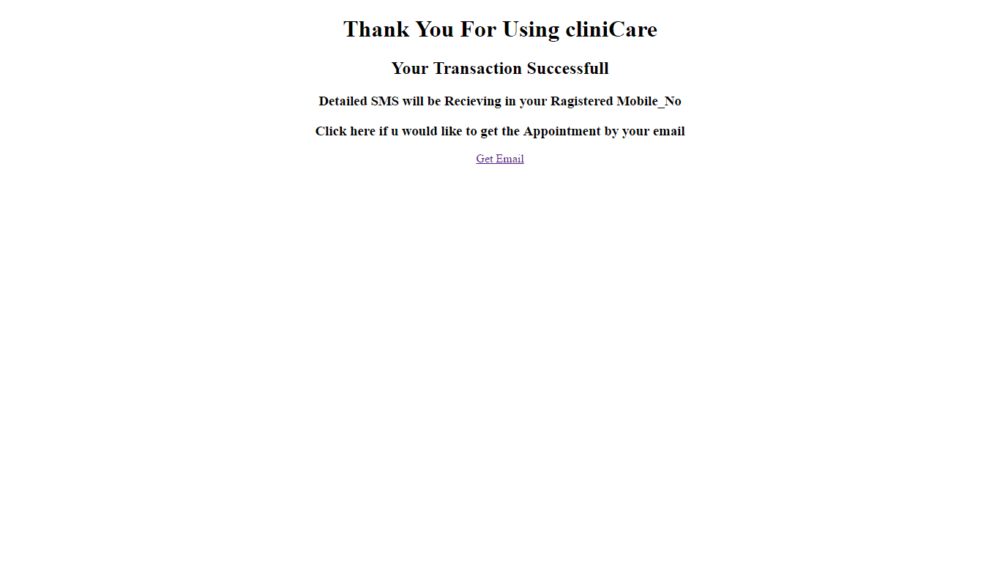 Thank You For Using cliniCare
Your Transaction Successfull
Detailed SMS will be Recieving in your Ragistered Mobile_No
Click here if u would like to get the Appointment by your email
Get Email